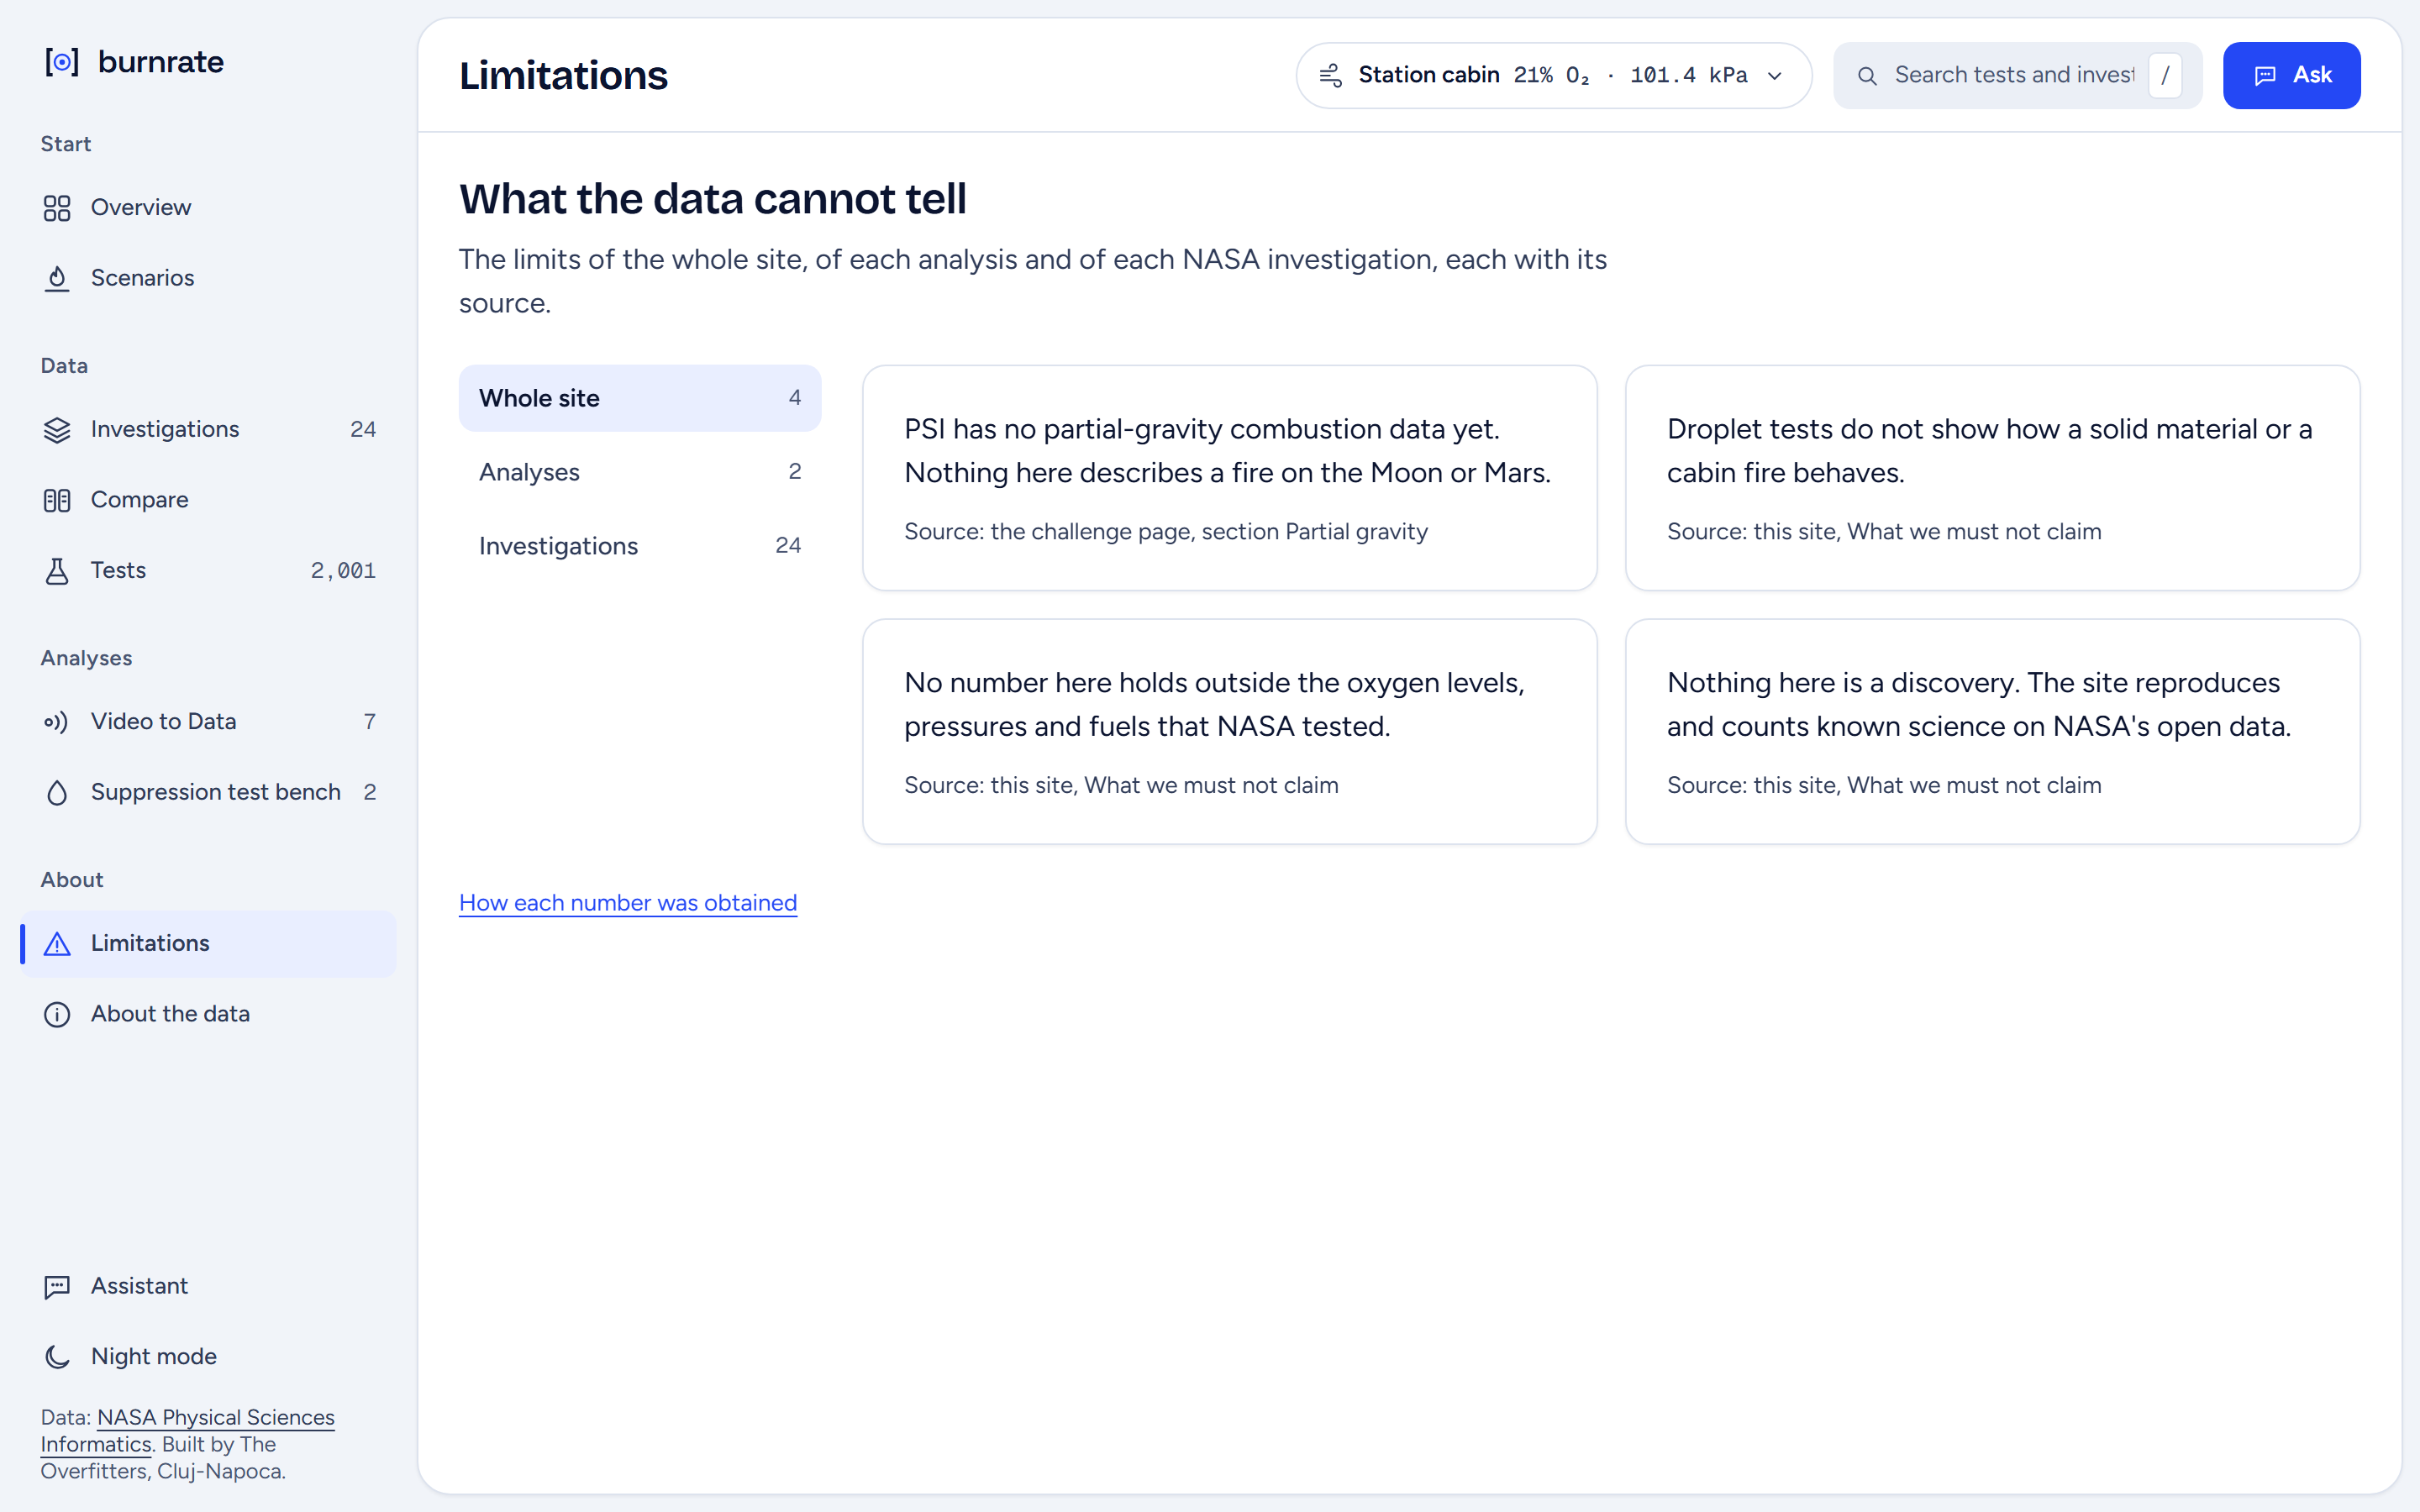 burnrate
Start
Overview
Scenarios
Data
Investigations 24
Compare
Tests 2,001
Analyses
Video to Data 7
Suppression test bench 2
About
Limitations
About the data
Assistant
Night mode
Data: NASA Physical Sciences
Informatics. Built by The
Overfitters, Cluj-Napoca.
Limitations
Station cabin 21% O₂ · 101.4 kPa
Search tests and invest
/
Ask
What the data cannot tell
The limits of the whole site, of each analysis and of each NASA investigation, each with its
source.
Whole site 4
Analyses 2
Investigations 24
PSI has no partial-gravity combustion data yet.
Nothing here describes a fire on the Moon or Mars.
Source: the challenge page, section Partial gravity
Droplet tests do not show how a solid material or a
cabin fire behaves.
Source: this site, What we must not claim
No number here holds outside the oxygen levels,
pressures and fuels that NASA tested.
Source: this site, What we must not claim
Nothing here is a discovery. The site reproduces
and counts known science on NASA's open data.
Source: this site, What we must not claim
How each number was obtained